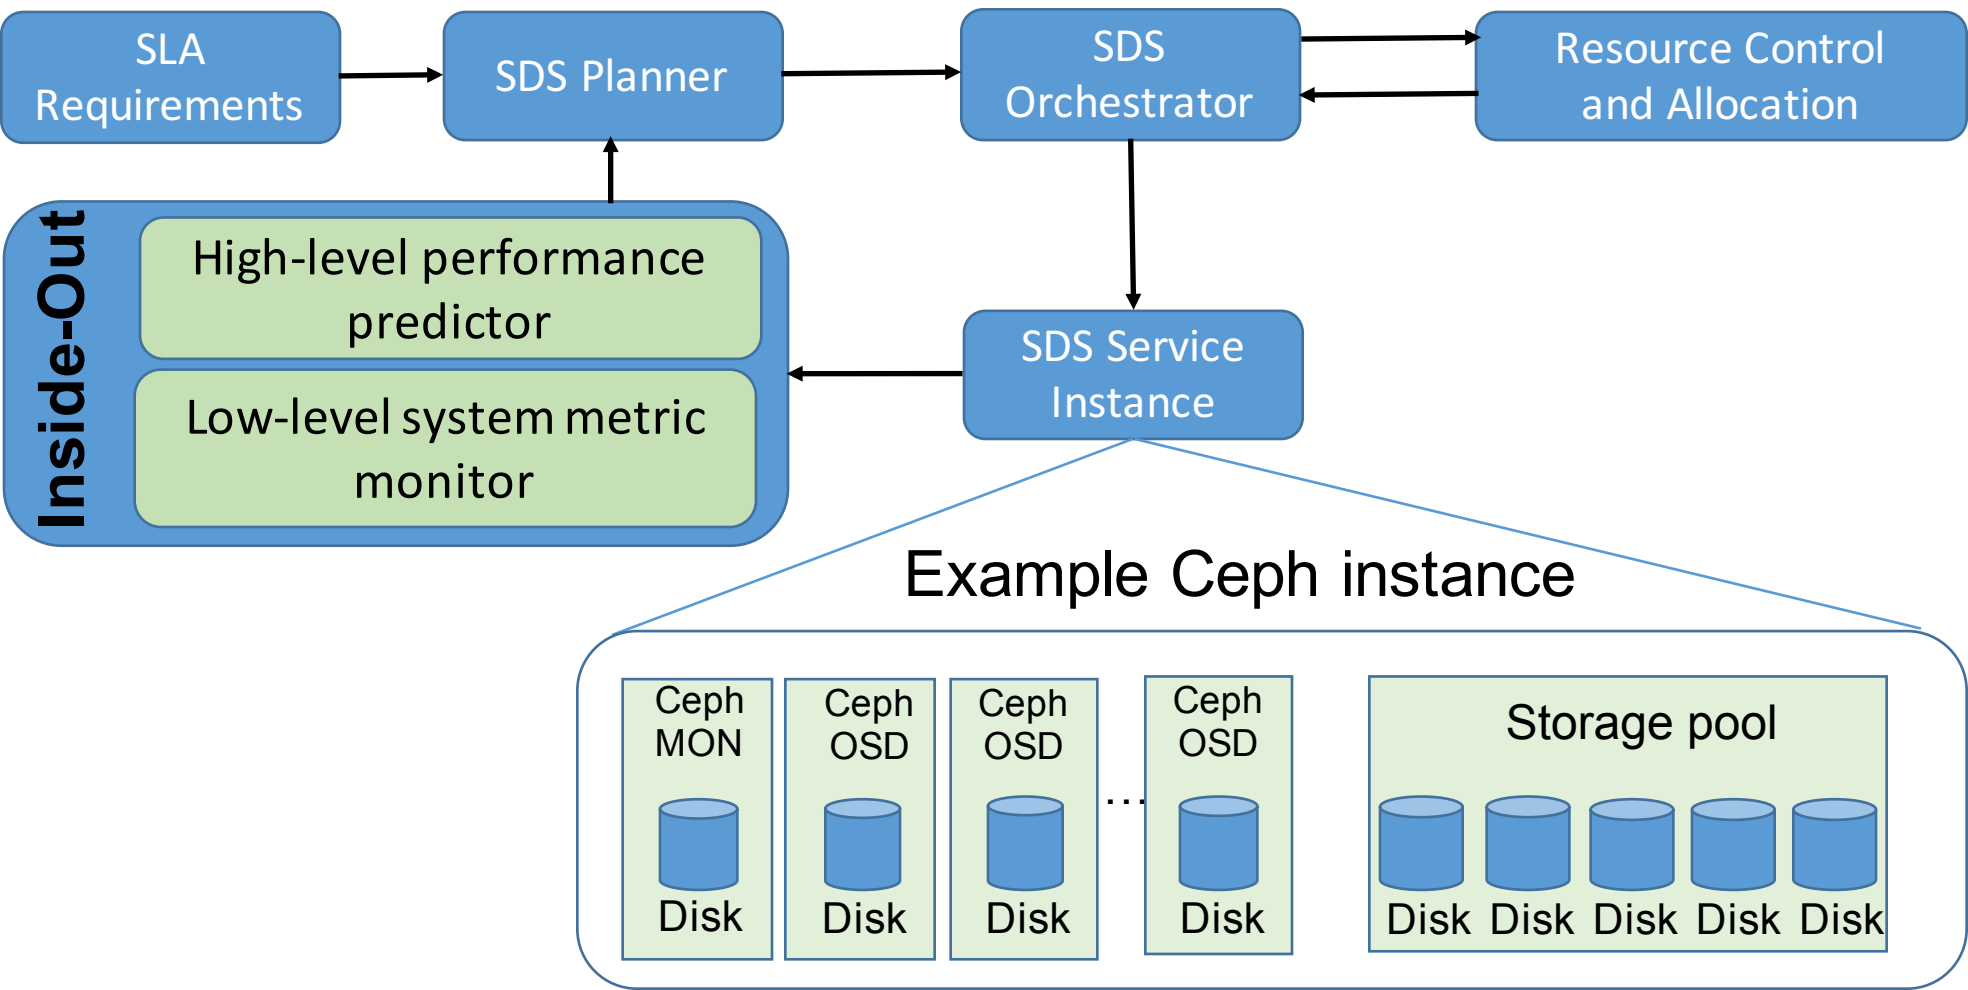 SLA
Requirements
SDS Planner
SDS
Orchestrator
Resource Control
and Allocation
Inside-Out
High-level performance
predictor
Low-level system metric
monitor
SDS Service
Instance
Example Ceph instance
Ceph
MON
Disk
Ceph
OSD
Disk
Ceph
OSD
Disk
...
Ceph
OSD
Disk
Storage pool
Disk Disk Disk Disk Disk